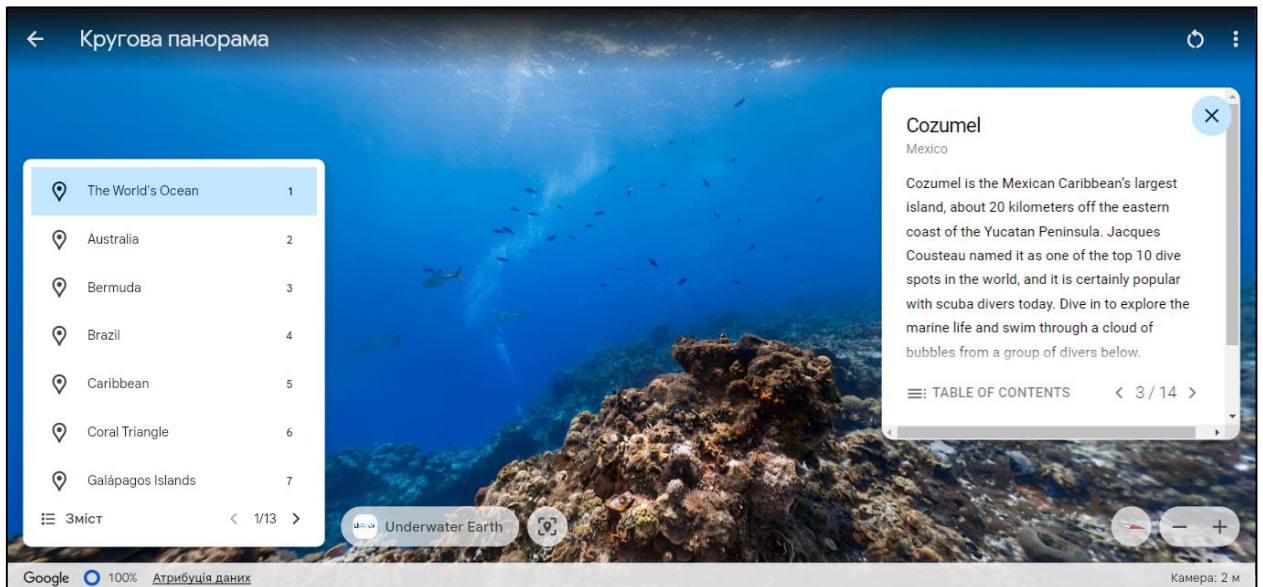 Кругова панорама
The World's Ocean 1
Australia 2
Bermuda 3
Brazil 4
Caribbean 5
Coral Triangle 6
Galápagos Islands 7
Зміст < 1/13 >
Cozumel
Mexico
Cozumel is the Mexican Caribbean's largest
island, about 20 kilometers off the eastern
coast of the Yucatan Peninsula. Jacques
Cousteau named it as one of the top 10 dive
spots in the world, and it is certainly popular
with scuba divers today. Dive in to explore the
marine life and swim through a cloud of
bubbles from a group of divers below.
TABLE OF CONTENTS < 3 / 14 >
Underwater Earth
Google 100% Атрибуція даних
Камера: 2 м